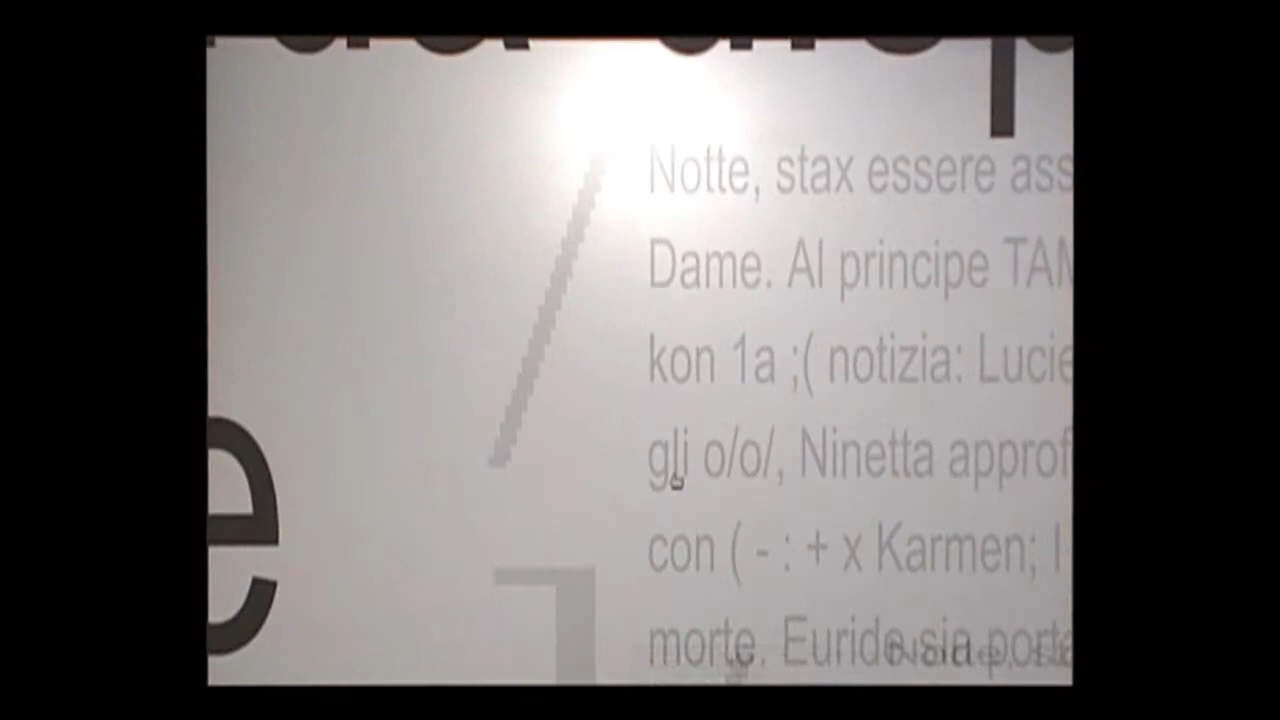 Notte, stax essere ass
Dame. Al principe TAM
kon 1a ;( notizia: Lucie
gli o/o/, Ninetta approf
con ( - : + x Karmen; I
morte. Euride sia porte
e
/